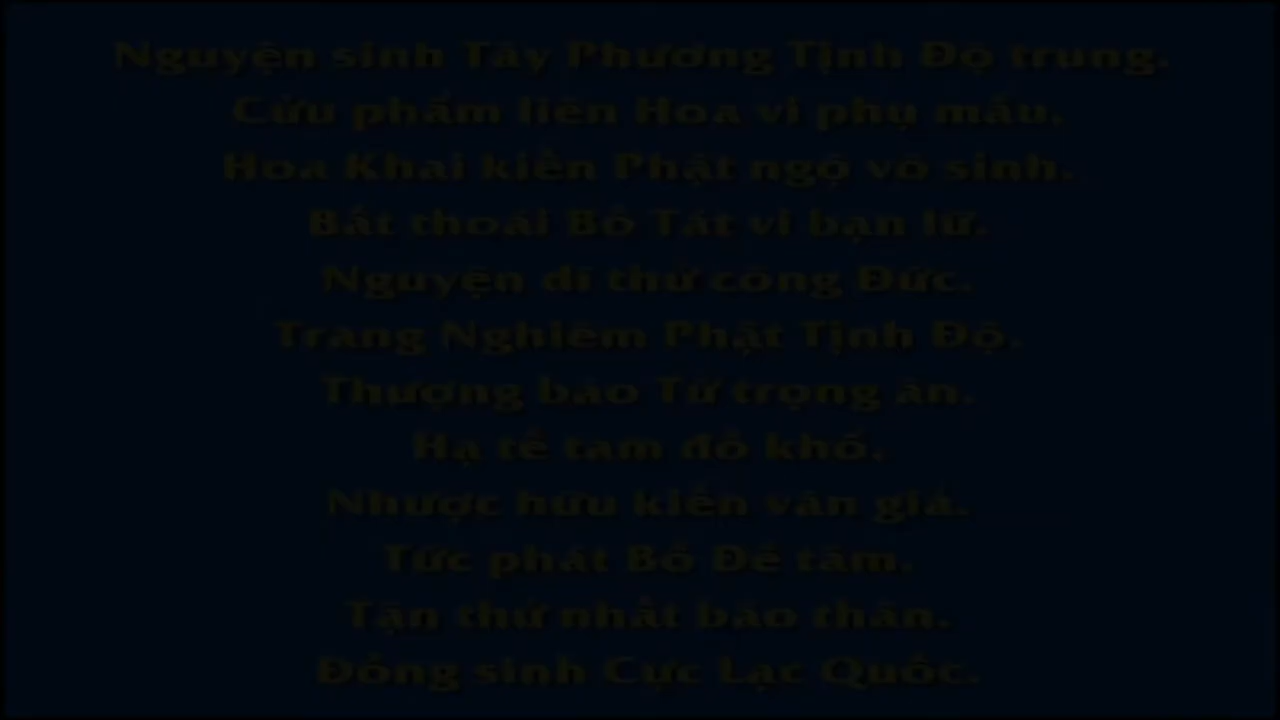 Nguyện sinh Tây Phương Tịnh Độ trung.
Cửu phẩm liên Hoa vi phụ mẫu.
Hoa Khai kiến Phật ngộ vô sinh.
Bất thoái Bồ Tát vi bạn lữ.
Nguyện dĩ thử công Đức.
Trang Nghiêm Phật Tịnh Độ.
Thượng báo Tứ trọng ân.
Hạ tế tam đồ khổ.
Nhược hữu kiến văn giả.
Tức phát Bồ Đề tâm.
Tận thử nhất báo thân.
Đồng sinh Cực Lạc Quốc.